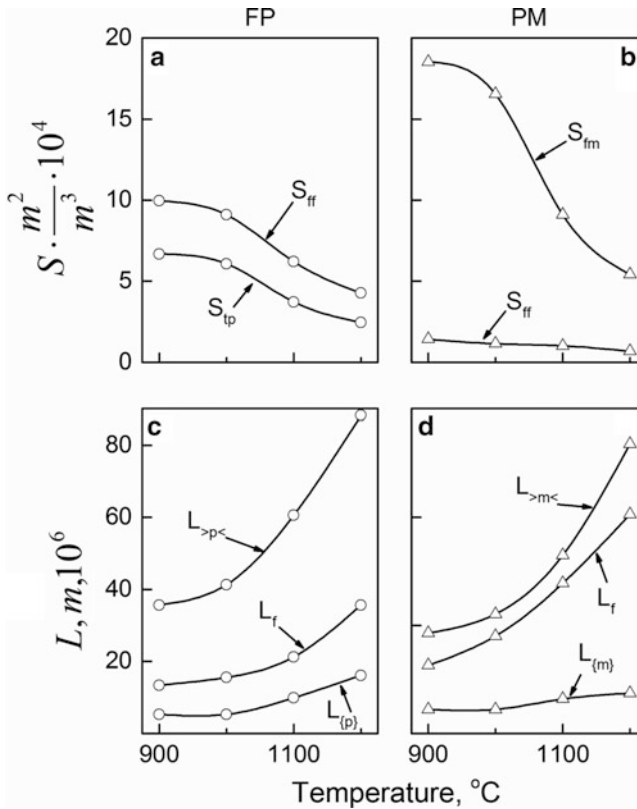 FP PM
a b
20
15
10
5
0
S · m² / m³ · 10⁴
S_ff
S_tp
S_fm
S_ff
c d
80
60
40
20
L, m, 10⁶
L_>p<
L_f
L_{p}
L_>m<
L_f
L_{m}
900 1100 900 1100
Temperature, °C